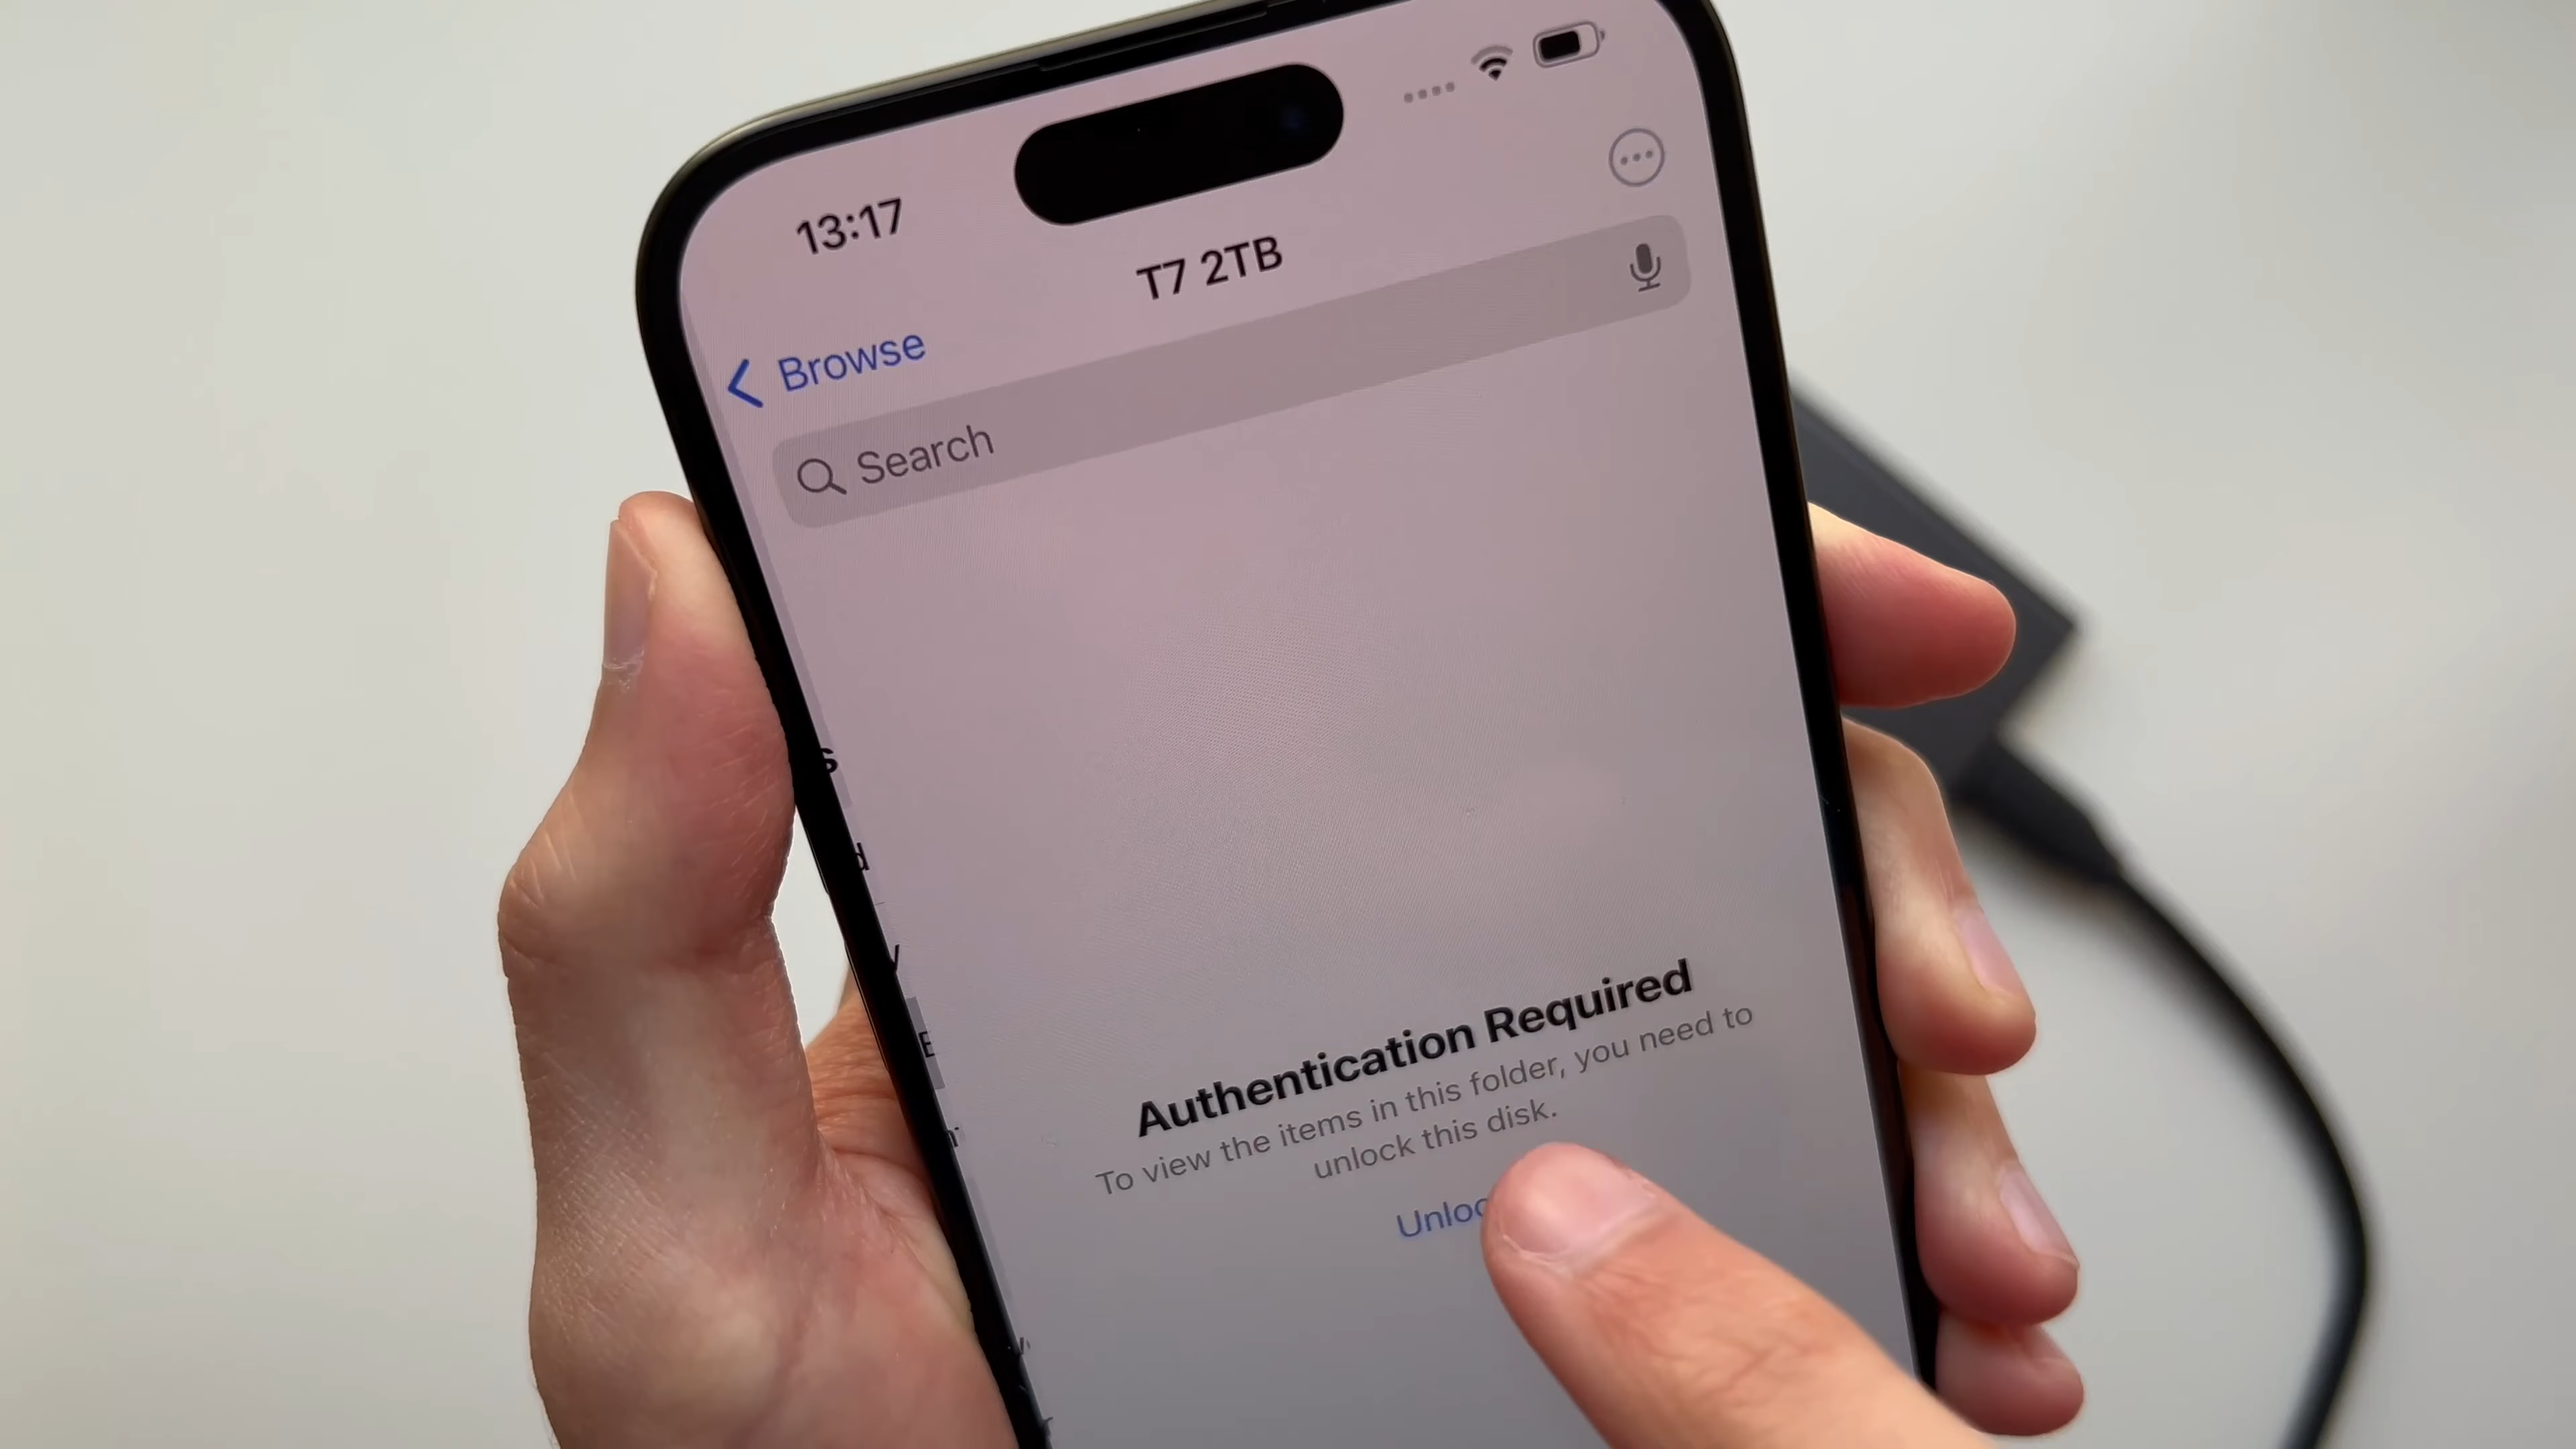 13:17
T7 2TB
Browse
Search
Authentication Required
To view the items in this folder, you need to
unlock this disk.